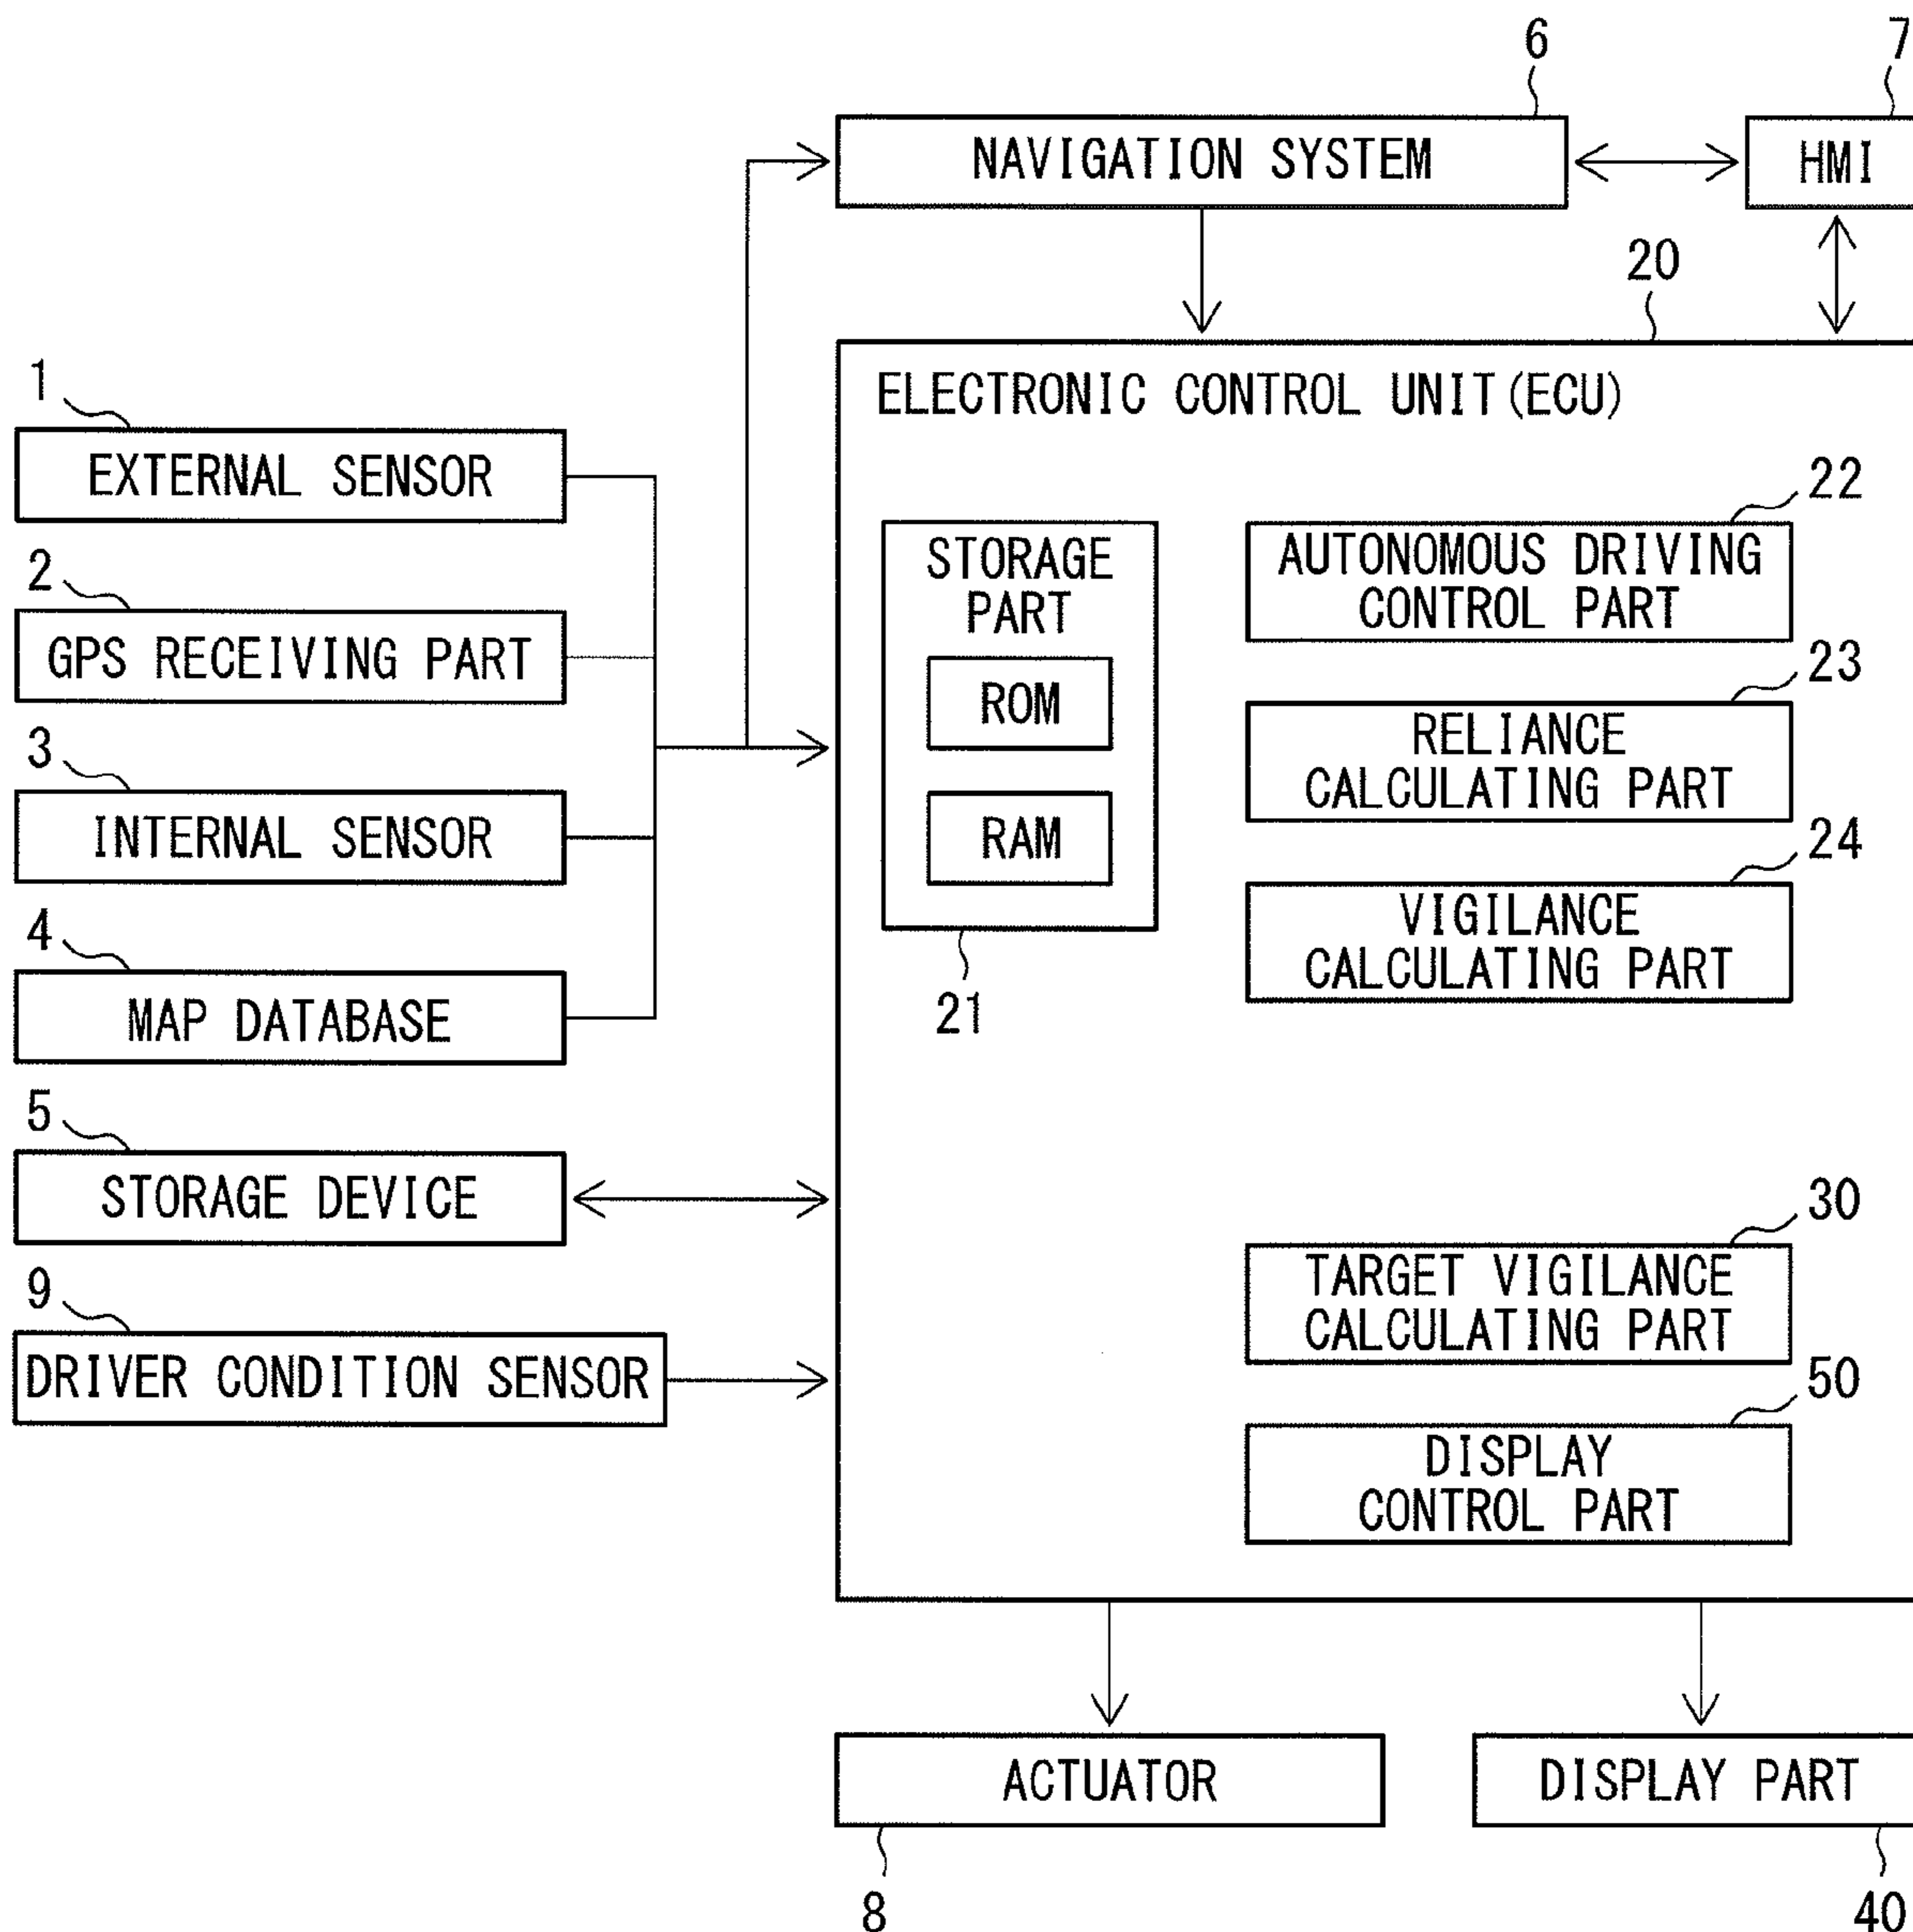 6
7
NAVIGATION SYSTEM
HMI
20
ELECTRONIC CONTROL UNIT(ECU)
1
EXTERNAL SENSOR
2
GPS RECEIVING PART
3
INTERNAL SENSOR
4
MAP DATABASE
5
STORAGE DEVICE
9
DRIVER CONDITION SENSOR
STORAGE
PART
ROM
RAM
21
22
AUTONOMOUS DRIVING
CONTROL PART
23
RELIANCE
CALCULATING PART
24
VIGILANCE
CALCULATING PART
30
TARGET VIGILANCE
CALCULATING PART
50
DISPLAY
CONTROL PART
ACTUATOR
8
DISPLAY PART
40